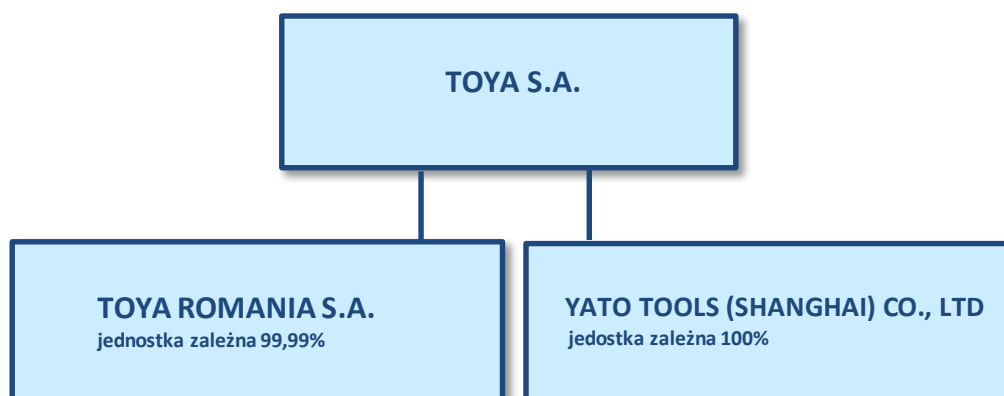 TOYA S.A.
TOYA ROMANIA S.A.
jednostka zależna 99,99%
YATO TOOLS (SHANGHAI) CO., LTD
jedostka zależna 100%